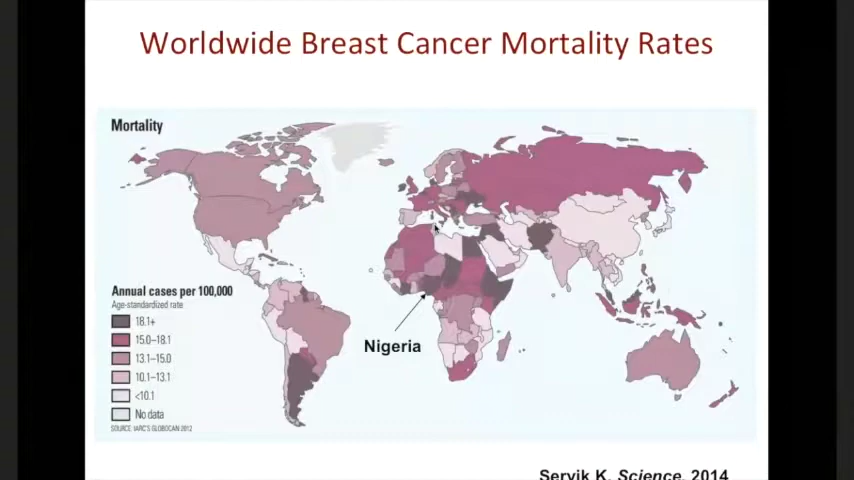 Worldwide Breast Cancer Mortality Rates
Mortality
Annual cases per 100,000
Age-standardized rate
18.1+
15.0–18.1
13.1–15.0
10.1–13.1
<10.1
No data
SOURCE: IARC'S GLOBOCAN 2012
Nigeria
Servik K, Science, 2014